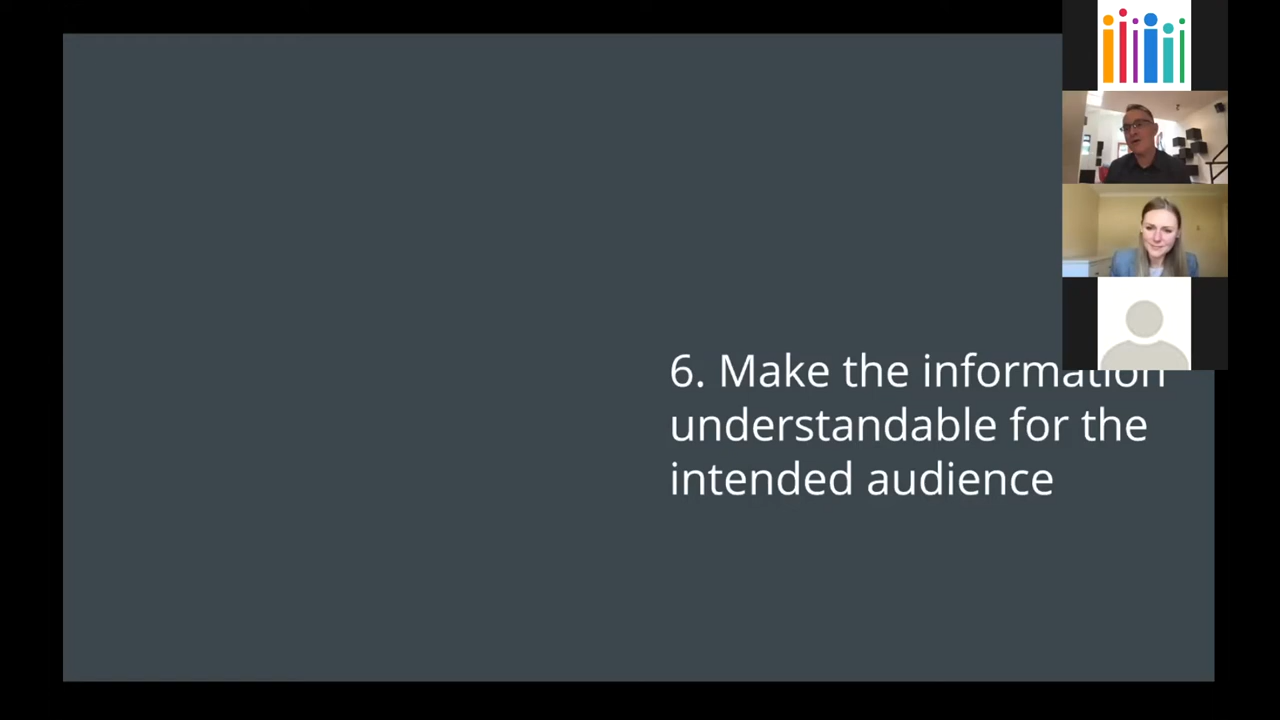 6. Make the information
understandable for the
intended audience